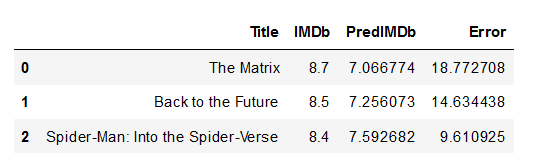 Title IMDb PredIMDb Error
0 The Matrix 8.7 7.066774 18.772708
1 Back to the Future 8.5 7.256073 14.634438
2 Spider-Man: Into the Spider-Verse 8.4 7.592682 9.610925